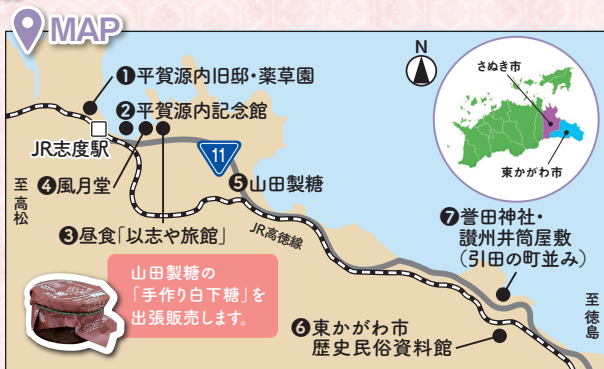 MAP
N
さぬき市
東かがわ市
❶平賀源内旧邸・薬草園
❷平賀源内記念館
JR志度駅
11
❹風月堂
❺山田製糖
至高松
❸昼食「以志や旅館」
JR高徳線
❼誉田神社・
讃州井筒屋敷
（引田の町並み）
山田製糖の
「手作り白下糖」を
出張販売します。
至徳島
❻東かがわ市
歴史民俗資料館